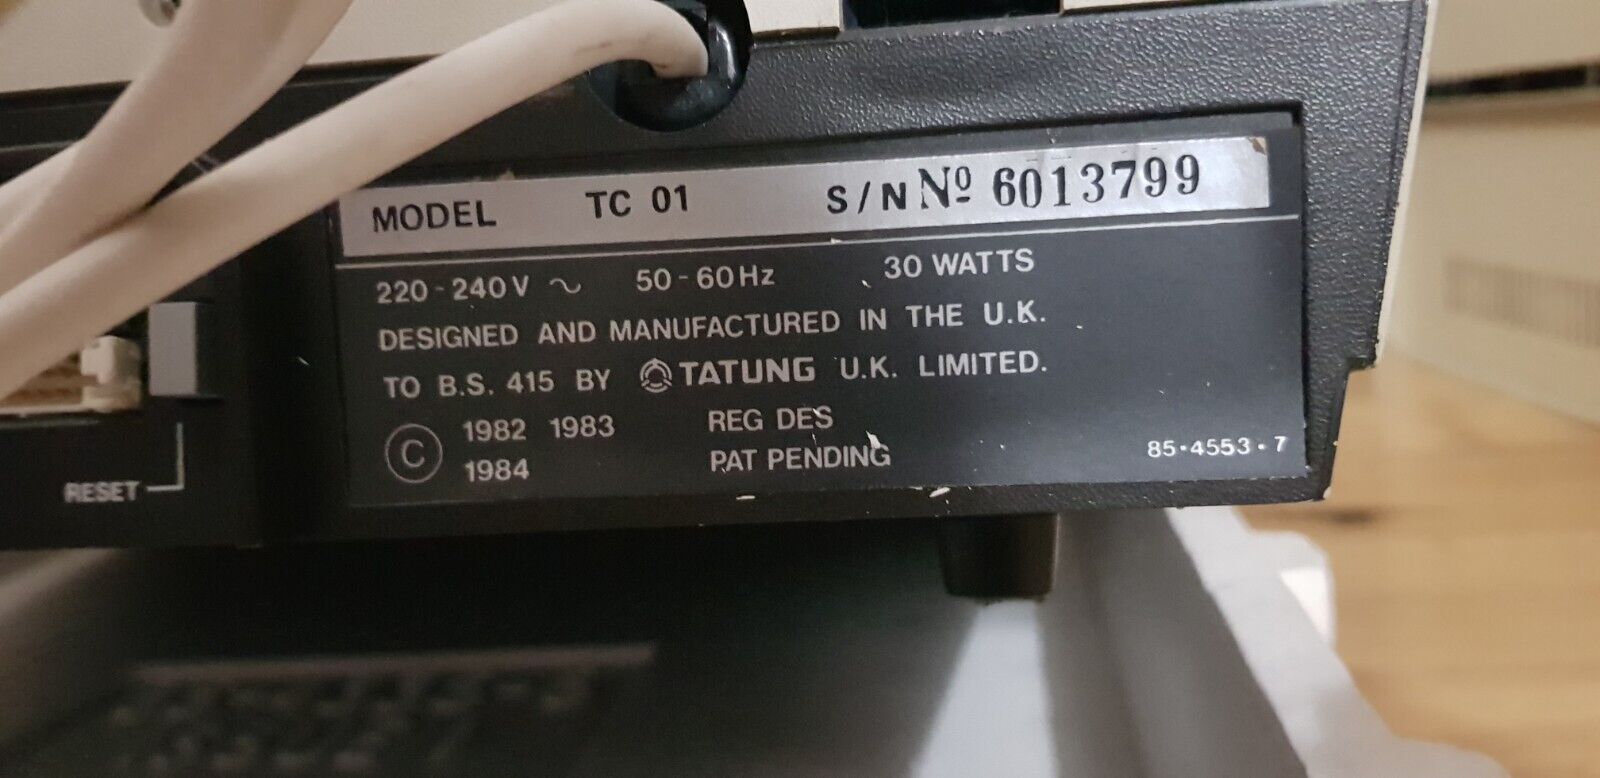 MODEL TC 01 S/N Nº 6013799
220-240V ~ 50-60Hz 30 WATTS
DESIGNED AND MANUFACTURED IN THE U.K.
TO B.S. 415 BY TATUNG U.K. LIMITED.
© 1982 1983 REG DES
1984 PAT PENDING 85·4553·7
RESET